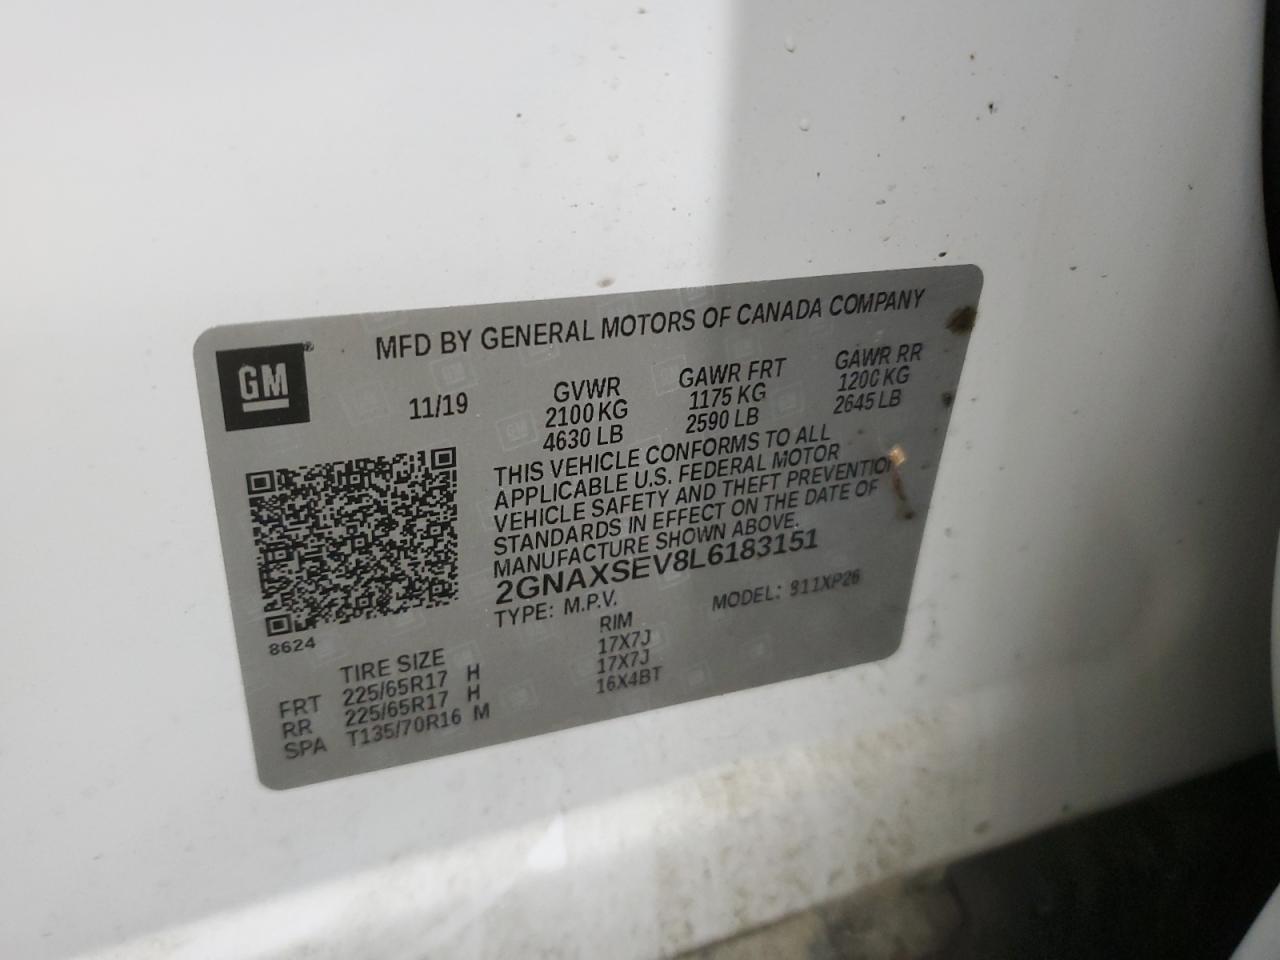 MFD BY GENERAL MOTORS OF CANADA COMPANY
GM®
11/19
GVWR GAWR FRT GAWR RR
2100 KG 1175 KG 1200 KG
4630 LB 2590 LB 2645 LB
THIS VEHICLE CONFORMS TO ALL
APPLICABLE U.S. FEDERAL MOTOR
VEHICLE SAFETY AND THEFT PREVENTION
STANDARDS IN EFFECT ON THE DATE OF
MANUFACTURE SHOWN ABOVE.
2GNAXSEV8L6183151
TYPE: M.P.V. MODEL: 811XP26
8624
TIRE SIZE RIM
FRT 225/65R17 H 17X7J
RR 225/65R17 H 17X7J
SPA T135/70R16 M 16X4BT